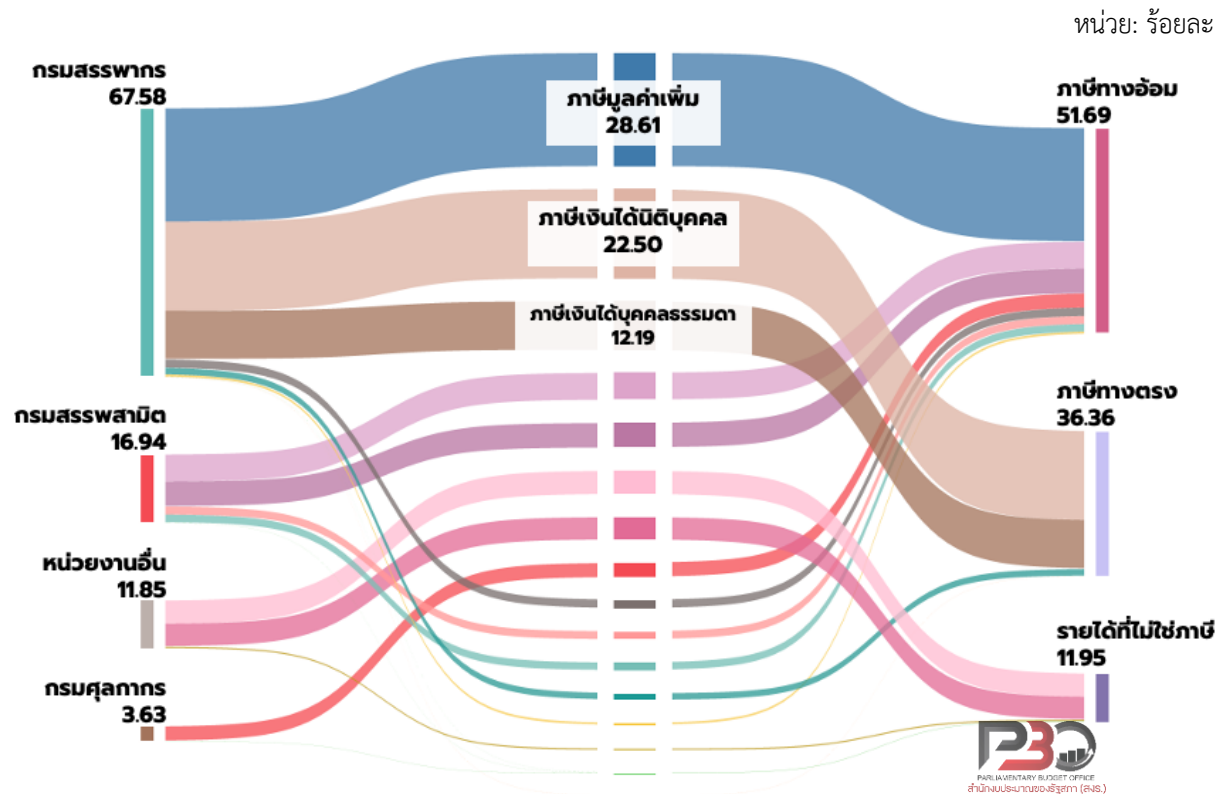 หน่วย: ร้อยละ
กรมสรรพากร
67.58
ภาษีมูลค่าเพิ่ม
28.61
ภาษีทางอ้อม
51.69
ภาษีเงินได้นิติบุคคล
22.50
ภาษีเงินได้บุคคลธรรมดา
12.19
กรมสรรพสามิต
16.94
ภาษีทางตรง
36.36
หน่วยงานอื่น
11.85
รายได้ที่ไม่ใช่ภาษี
11.95
กรมศุลกากร
3.63
PBO
PARLIAMENTARY BUDGET OFFICE
สำนักงบประมาณของรัฐสภา (สงร.)